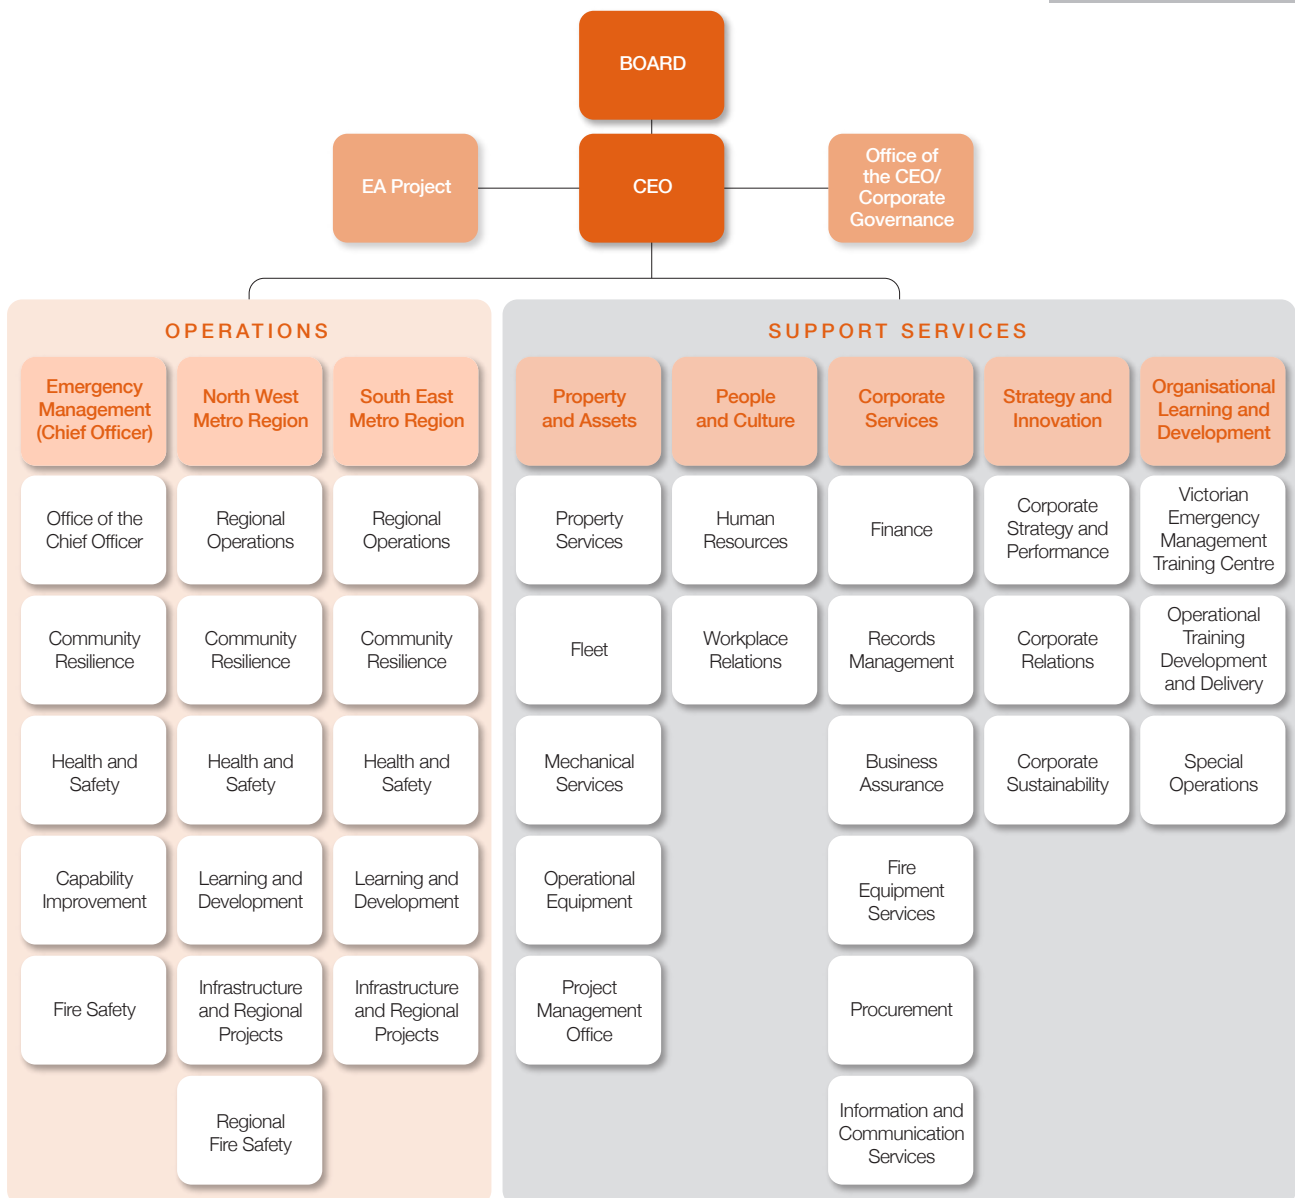 BOARD
EA Project
CEO
Office of
the CEO/
Corporate
Governance
OPERATIONS
Emergency
Management
(Chief Officer)
North West
Metro Region
South East
Metro Region
Office of the
Chief Officer
Regional
Operations
Regional
Operations
Community
Resilience
Community
Resilience
Community
Resilience
Health and
Safety
Health and
Safety
Health and
Safety
Capability
Improvement
Learning and
Development
Learning and
Development
Fire Safety
Infrastructure
and Regional
Projects
Infrastructure
and Regional
Projects
Regional
Fire Safety
SUPPORT SERVICES
Property
and Assets
People
and Culture
Corporate
Services
Strategy and
Innovation
Organisational
Learning and
Development
Property
Services
Human
Resources
Finance
Corporate
Strategy and
Performance
Victorian
Emergency
Management
Training Centre
Fleet
Workplace
Relations
Records
Management
Corporate
Relations
Operational
Training
Development
and Delivery
Mechanical
Services
Business
Assurance
Corporate
Sustainability
Special
Operations
Operational
Equipment
Fire
Equipment
Services
Project
Management
Office
Procurement
Information and
Communication
Services